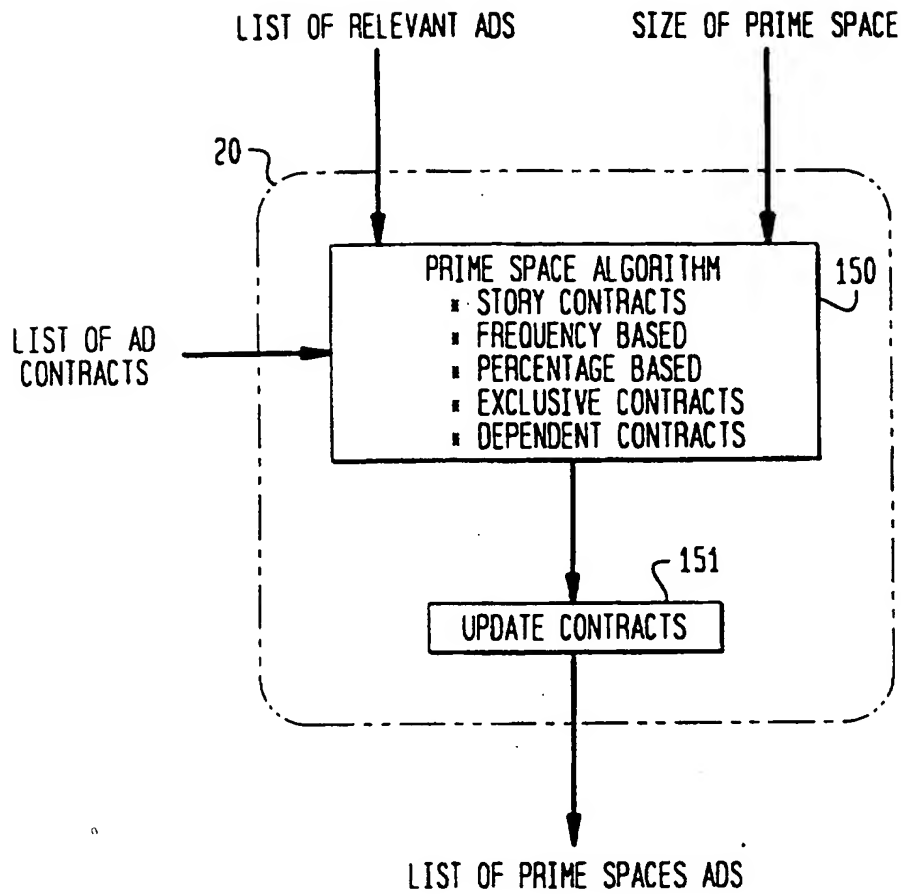 LIST OF RELEVANT ADS
SIZE OF PRIME SPACE
20
PRIME SPACE ALGORITHM
* STORY CONTRACTS
* FREQUENCY BASED
* PERCENTAGE BASED
* EXCLUSIVE CONTRACTS
* DEPENDENT CONTRACTS
150
LIST OF AD
CONTRACTS
151
UPDATE CONTRACTS
LIST OF PRIME SPACES ADS